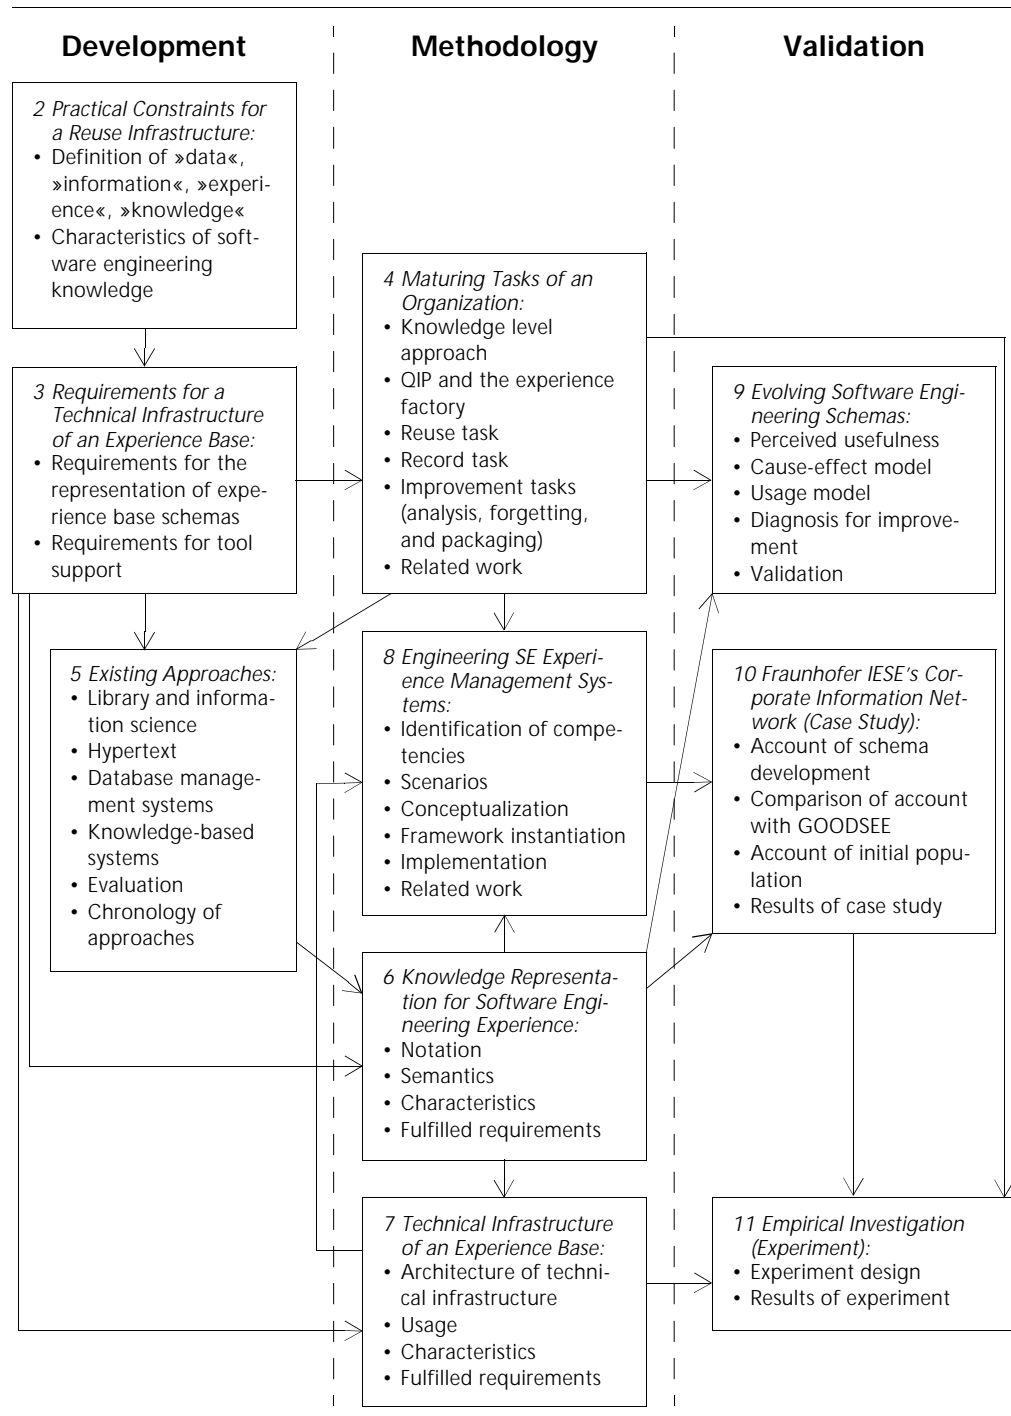 Development
Methodology
Validation
2 Practical Constraints for
a Reuse Infrastructure:
• Definition of »data«,
»information«, »experi-
ence«, »knowledge«
• Characteristics of soft-
ware engineering
knowledge
3 Requirements for a
Technical Infrastructure
of an Experience Base:
• Requirements for the
representation of expe-
rience base schemas
• Requirements for tool
support
5 Existing Approaches:
• Library and informa-
tion science
• Hypertext
• Database manage-
ment systems
• Knowledge-based
systems
• Evaluation
• Chronology of
approaches
4 Maturing Tasks of an
Organization:
• Knowledge level
approach
• QIP and the experience
factory
• Reuse task
• Record task
• Improvement tasks
(analysis, forgetting,
and packaging)
• Related work
8 Engineering SE Experi-
ence Management Sys-
tems:
• Identification of compe-
tencies
• Scenarios
• Conceptualization
• Framework instantiation
• Implementation
• Related work
6 Knowledge Representa-
tion for Software Engi-
neering Experience:
• Notation
• Semantics
• Characteristics
• Fulfilled requirements
7 Technical Infrastructure
of an Experience Base:
• Architecture of techni-
cal infrastructure
• Usage
• Characteristics
• Fulfilled requirements
9 Evolving Software Engi-
neering Schemas:
• Perceived usefulness
• Cause-effect model
• Usage model
• Diagnosis for improve-
ment
• Validation
10 Fraunhofer IESE's Cor-
porate Information Net-
work (Case Study):
• Account of schema
development
• Comparison of account
with GOODSEE
• Account of initial popu-
lation
• Results of case study
11 Empirical Investigation
(Experiment):
• Experiment design
• Results of experiment